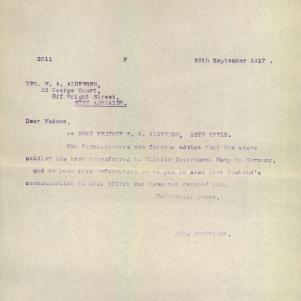 2811 F 26th September 1917.
MRS. W. A. ALDERSON,
22 George Court,
Off Wright Street,
WEST ADELAIDE.
Dear Madame,
re 5087 PRIVATE W. A. ALDERSON, 10TH BTTLN.
Our Commissioners now further advise that the above
soldier has been transferred to Internment Camp in Germany,
and we pass this information on to you in case your husband's
communication to this effect may have not reached you.
Faithfully yours,
HON. SECRETARY.